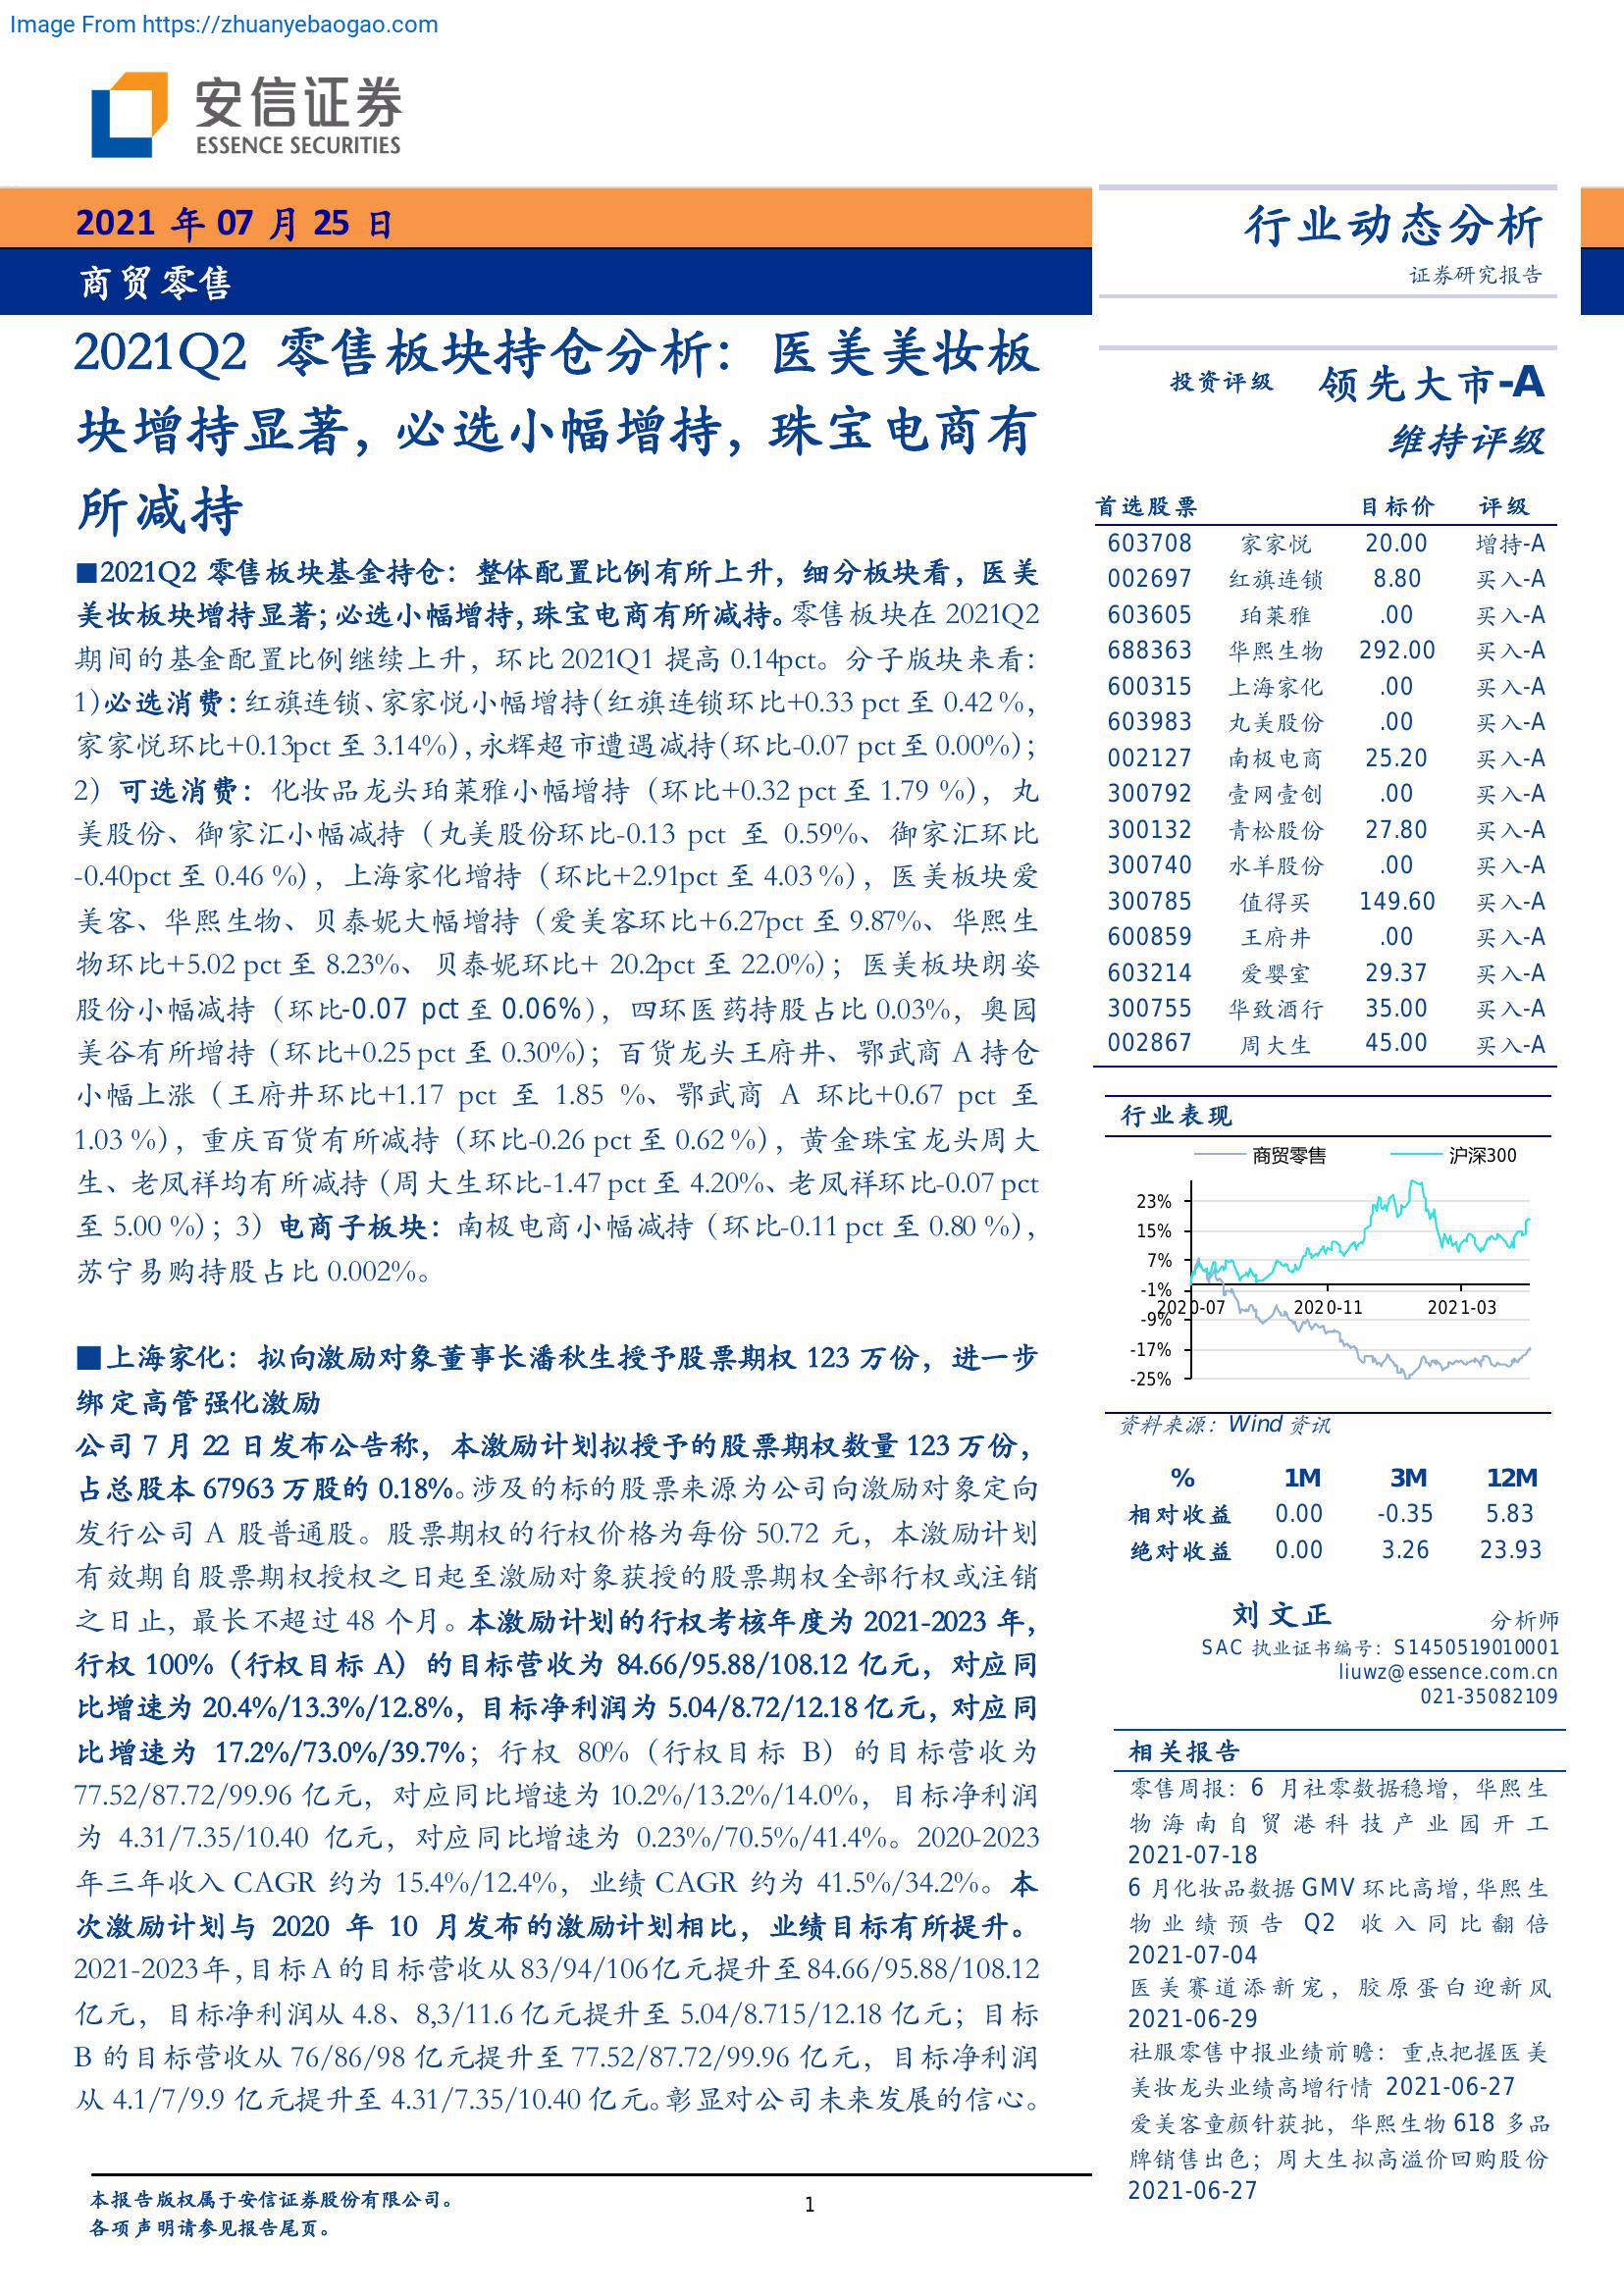 Image From https://zhuanyebaogao.com
安信证券
ESSENCE SECURITIES
2021 年 07 月 25 日
商贸零售
2021Q2 零售板块持仓分析：医美美妆板
块增持显著，必选小幅增持，珠宝电商有
所减持
■2021Q2 零售板块基金持仓：整体配置比例有所上升，细分板块看，医美
美妆板块增持显著；必选小幅增持，珠宝电商有所减持。零售板块在 2021Q2
期间的基金配置比例继续上升，环比 2021Q1 提高 0.14pct。分子版块来看：
1)必选消费：红旗连锁、家家悦小幅增持（红旗连锁环比+0.33 pct 至 0.42 %，
家家悦环比+0.13pct 至 3.14%），永辉超市遭遇减持（环比-0.07 pct 至 0.00%）；
2）可选消费：化妆品龙头珀莱雅小幅增持（环比+0.32 pct 至 1.79 %），丸
美股份、御家汇小幅减持（丸美股份环比-0.13 pct 至 0.59%、御家汇环比
-0.40pct 至 0.46 %），上海家化增持（环比+2.91pct 至 4.03 %），医美板块爱
美客、华熙生物、贝泰妮大幅增持（爱美客环比+6.27pct 至 9.87%、华熙生
物环比+5.02 pct 至 8.23%、贝泰妮环比+ 20.2pct 至 22.0%）；医美板块朗姿
股份小幅减持（环比-0.07 pct 至 0.06%），四环医药持股占比 0.03%，奥园
美谷有所增持（环比+0.25 pct 至 0.30%）；百货龙头王府井、鄂武商 A 持仓
小幅上涨（王府井环比+1.17 pct 至 1.85 %、鄂武商 A 环比+0.67 pct 至
1.03 %），重庆百货有所减持（环比-0.26 pct 至 0.62 %），黄金珠宝龙头周大
生、老凤祥均有所减持（周大生环比-1.47 pct 至 4.20%、老凤祥环比-0.07 pct
至 5.00 %）；3）电商子板块：南极电商小幅减持（环比-0.11 pct 至 0.80 %），
苏宁易购持股占比 0.002%。
■上海家化：拟向激励对象董事长潘秋生授予股票期权 123 万份，进一步
绑定高管强化激励
公司 7 月 22 日发布公告称，本激励计划拟授予的股票期权数量 123 万份，
占总股本 67963 万股的 0.18%。涉及的标的股票来源为公司向激励对象定向
发行公司 A 股普通股。股票期权的行权价格为每份 50.72 元，本激励计划
有效期自股票期权授权之日起至激励对象获授的股票期权全部行权或注销
之日止，最长不超过 48 个月。本激励计划的行权考核年度为 2021-2023 年，
行权 100%（行权目标 A）的目标营收为 84.66/95.88/108.12 亿元，对应同
比增速为 20.4%/13.3%/12.8%，目标净利润为 5.04/8.72/12.18 亿元，对应同
比增速为 17.2%/73.0%/39.7%；行权 80%（行权目标 B）的目标营收为
77.52/87.72/99.96 亿元，对应同比增速为 10.2%/13.2%/14.0%，目标净利润
为 4.31/7.35/10.40 亿元，对应同比增速为 0.23%/70.5%/41.4%。2020-2023
年三年收入 CAGR 约为 15.4%/12.4%，业绩 CAGR 约为 41.5%/34.2%。本
次激励计划与 2020 年 10 月发布的激励计划相比，业绩目标有所提升。
2021-2023年，目标A的目标营收从83/94/106亿元提升至84.66/95.88/108.12
亿元，目标净利润从 4.8、8,3/11.6 亿元提升至 5.04/8.715/12.18 亿元；目标
B 的目标营收从 76/86/98 亿元提升至 77.52/87.72/99.96 亿元，目标净利润
从 4.1/7/9.9 亿元提升至 4.31/7.35/10.40 亿元。彰显对公司未来发展的信心。
行业动态分析
证券研究报告
投资评级 领先大市-A
维持评级
首选股票 目标价 评级
603708 家家悦 20.00 增持-A
002697 红旗连锁 8.80 买入-A
603605 珀莱雅 .00 买入-A
688363 华熙生物 292.00 买入-A
600315 上海家化 .00 买入-A
603983 丸美股份 .00 买入-A
002127 南极电商 25.20 买入-A
300792 壹网壹创 .00 买入-A
300132 青松股份 27.80 买入-A
300740 水羊股份 .00 买入-A
300785 值得买 149.60 买入-A
600859 王府井 .00 买入-A
603214 爱婴室 29.37 买入-A
300755 华致酒行 35.00 买入-A
002867 周大生 45.00 买入-A
行业表现
商贸零售 沪深300
23%
15%
7%
-1%
2020-07 2020-11 2021-03
-9%
-17%
-25%
资料来源：Wind 资讯
% 1M 3M 12M
相对收益 0.00 -0.35 5.83
绝对收益 0.00 3.26 23.93
刘文正 分析师
SAC 执业证书编号：S1450519010001
liuwz@essence.com.cn
021-35082109
相关报告
零售周报：6 月社零数据稳增，华熙生
物海南自贸港科技产业园开工
2021-07-18
6 月化妆品数据 GMV 环比高增，华熙生
物业绩预告 Q2 收入同比翻倍
2021-07-04
医美赛道添新宠，胶原蛋白迎新风
2021-06-29
社服零售中报业绩前瞻：重点把握医美
美妆龙头业绩高增行情 2021-06-27
爱美客童颜针获批，华熙生物 618 多品
牌销售出色；周大生拟高溢价回购股份
2021-06-27
本报告版权属于安信证券股份有限公司。
各项声明请参见报告尾页。
1